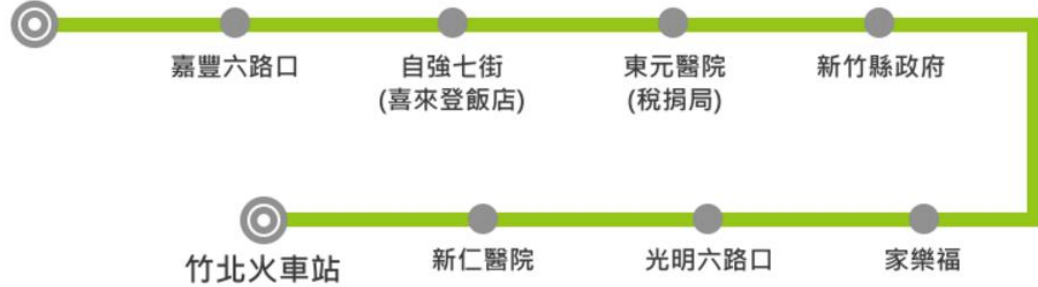 嘉豐六路口
自強七街
(喜來登飯店)
東元醫院
(稅捐局)
新竹縣政府
竹北火車站
新仁醫院
光明六路口
家樂福